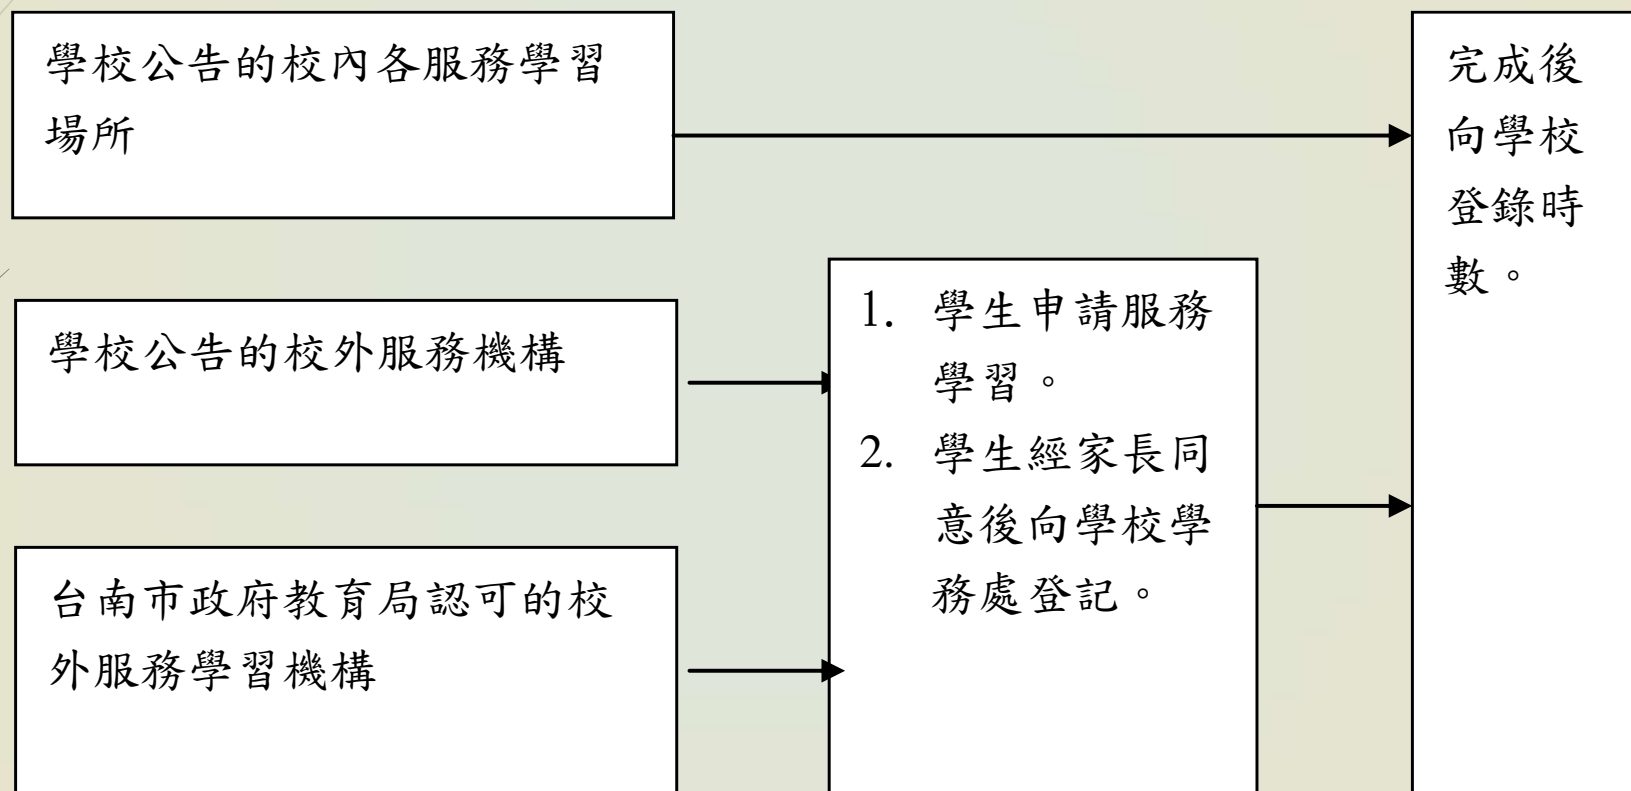 學校公告的校內各服務學習
場所
學校公告的校外服務機構
台南市政府教育局認可的校
外服務學習機構
1. 學生申請服務
學習。
2. 學生經家長同
意後向學校學
務處登記。
完成後
向學校
登錄時
數。